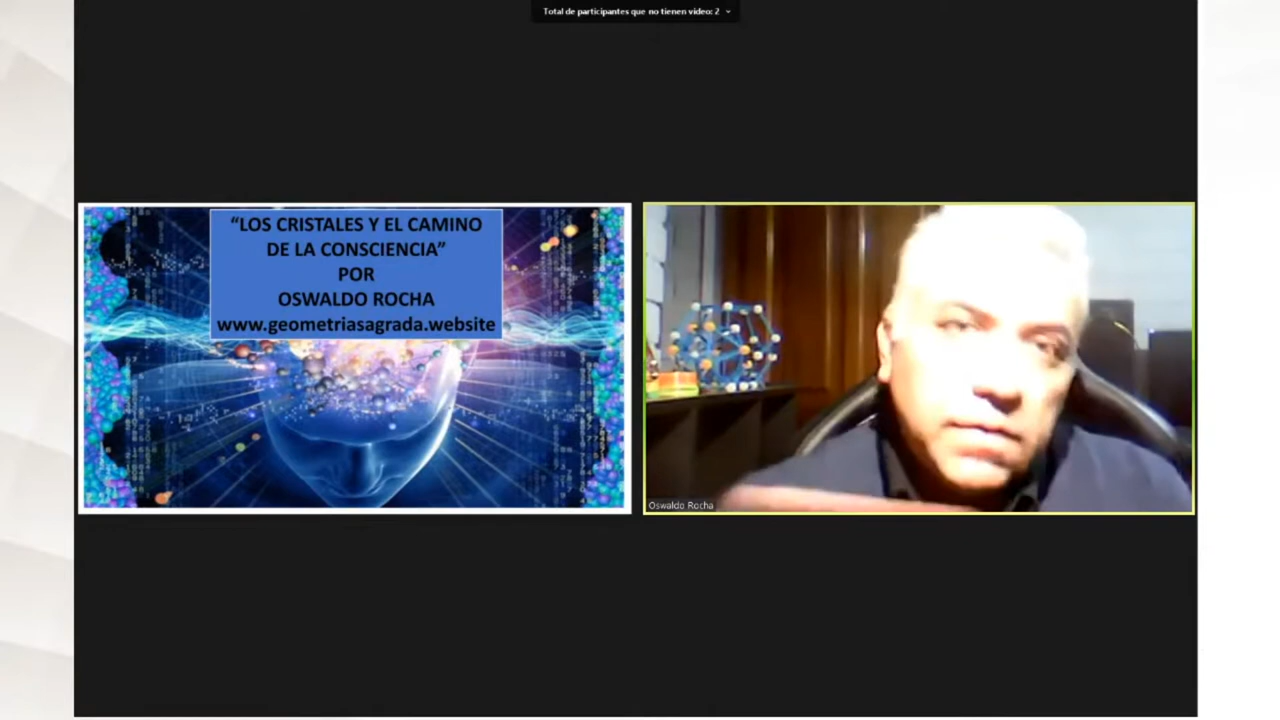 Total de participantes que no tienen video: 2
“LOS CRISTALES Y EL CAMINO
DE LA CONSCIENCIA”
POR
OSWALDO ROCHA
www.geometriasagrada.website
Oswaldo Rocha